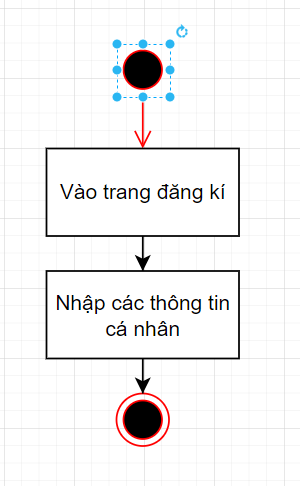 Vào trang đăng kí
Nhập các thông tin
cá nhân